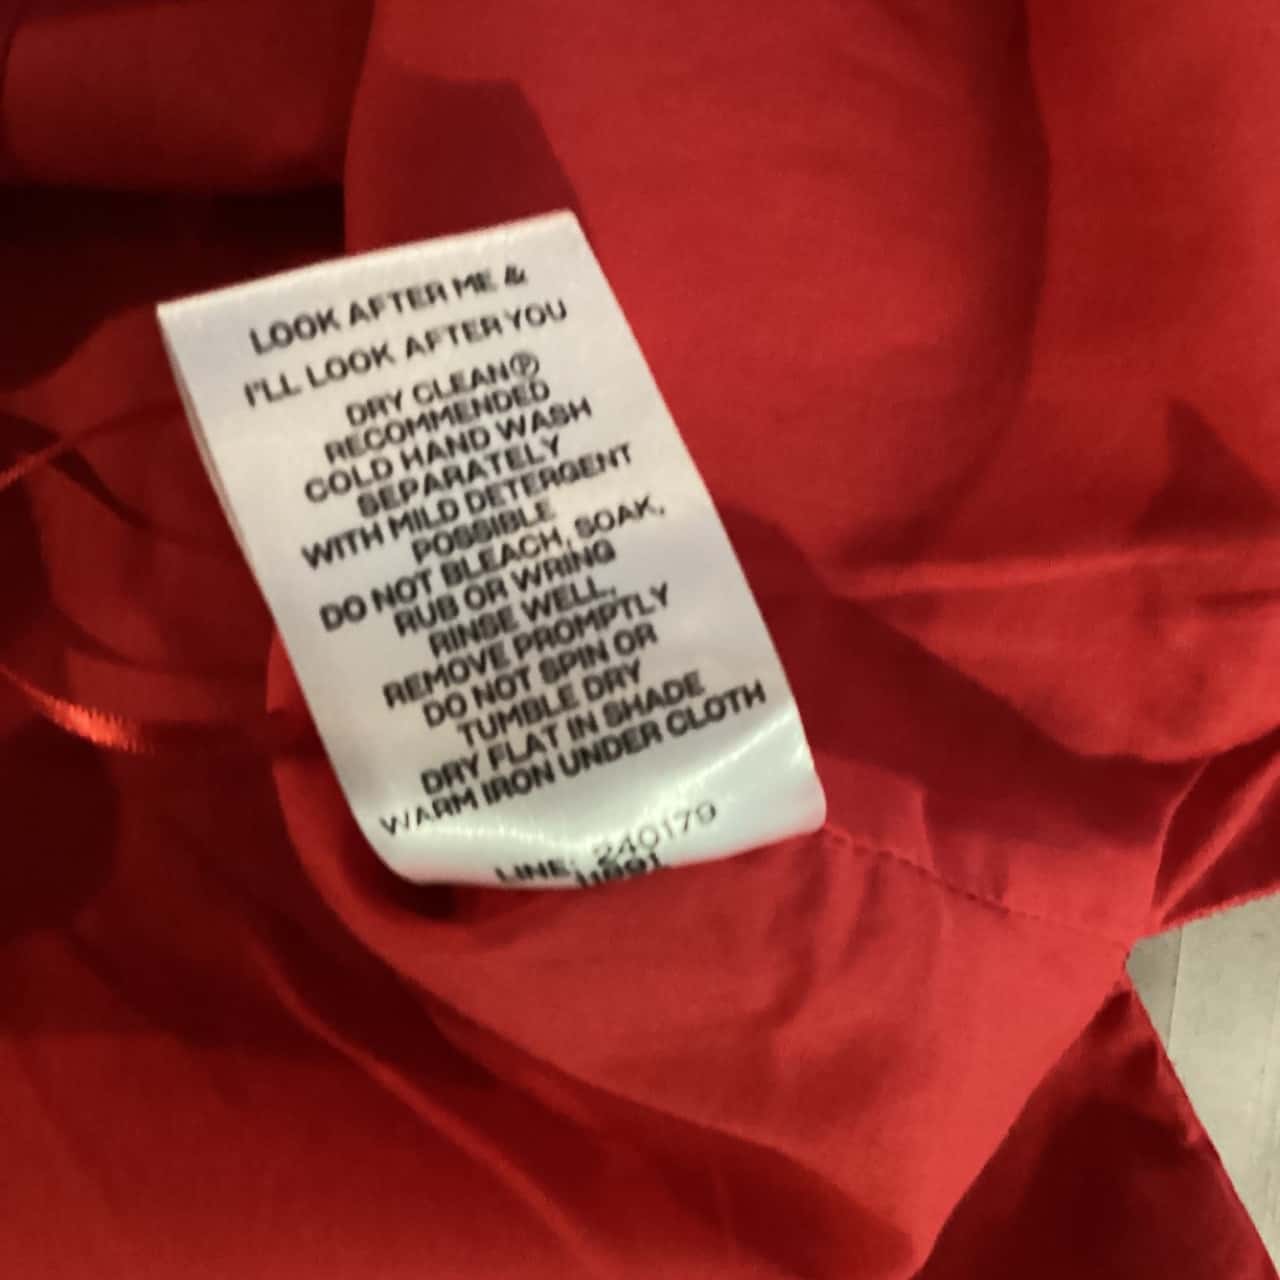 LOOK AFTER ME &
I'LL LOOK AFTER YOU
DRY CLEANⓅ
RECOMMENDED
COLD HAND WASH
SEPARATELY
WITH MILD DETERGENT
POSSIBLE
DO NOT BLEACH, SOAK,
RUB OR WRING
RINSE WELL,
REMOVE PROMPTLY
DO NOT SPIN OR
TUMBLE DRY
DRY FLAT IN SHADE
WARM IRON UNDER CLOTH
LINE: 240179